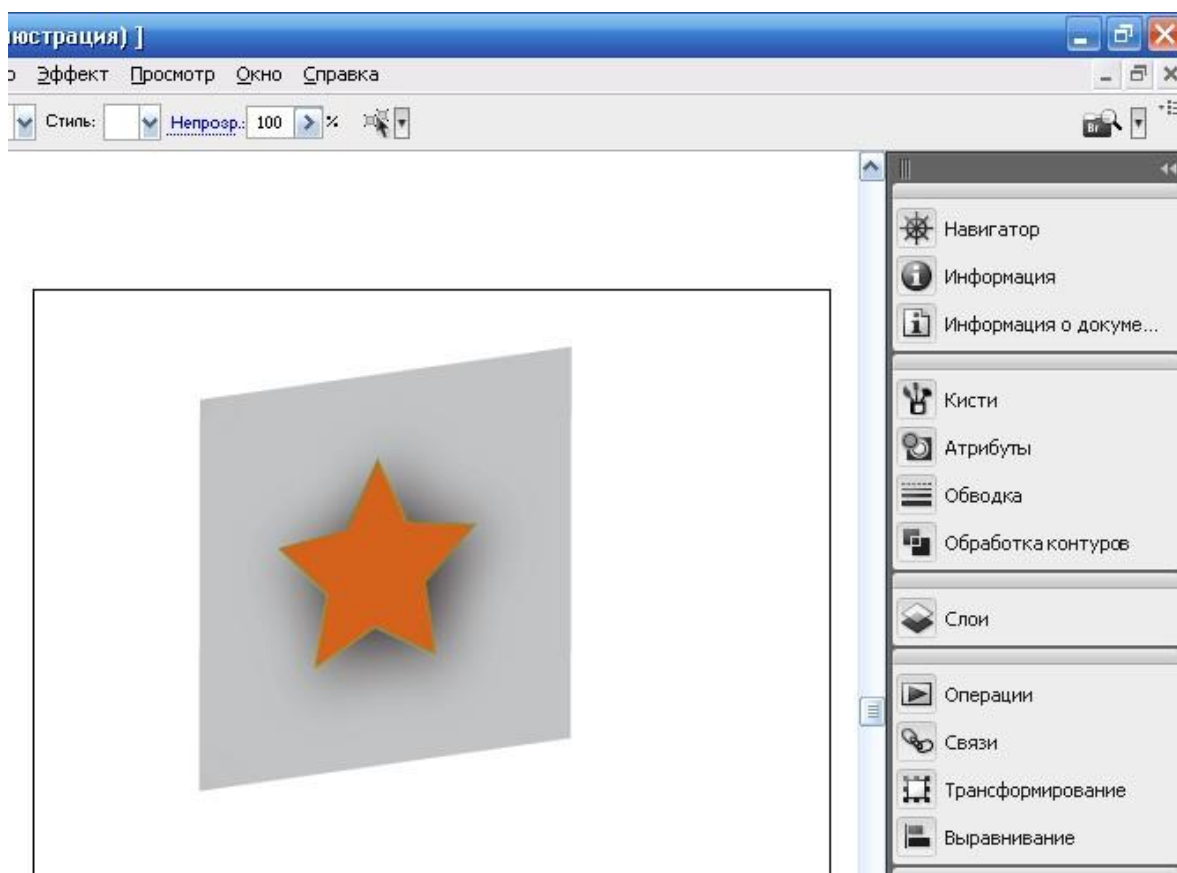 люстрация) ]
Эффект Просмотр Окно Справка
Стиль: Непрозр.: 100 %
Br
Навигатор
Информация
Информация о докуме...
Кисти
Атрибуты
Обводка
Обработка контуров
Слои
Операции
Связи
Трансформирование
Выравнивание